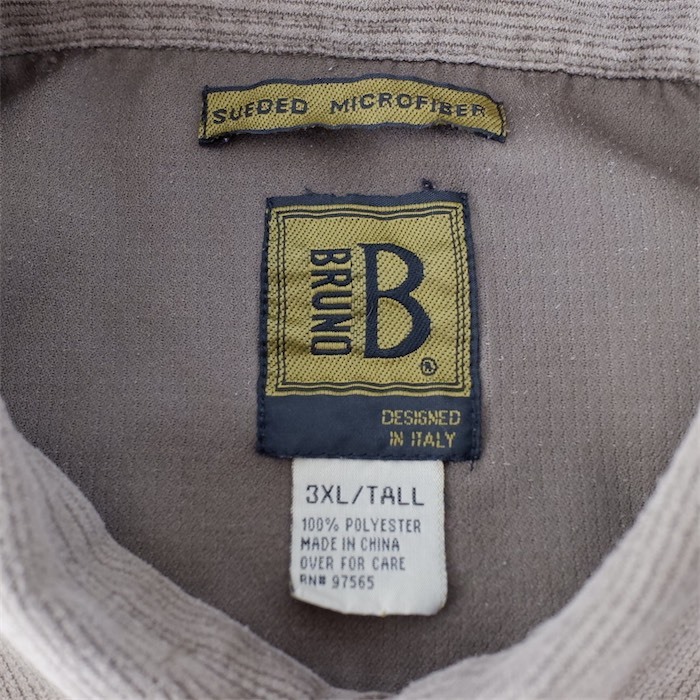 SUEDED MICROFIBER
BRUNO
B
®
DESIGNED
IN ITALY
3XL/TALL
100% POLYESTER
MADE IN CHINA
OVER FOR CARE
RN# 97565